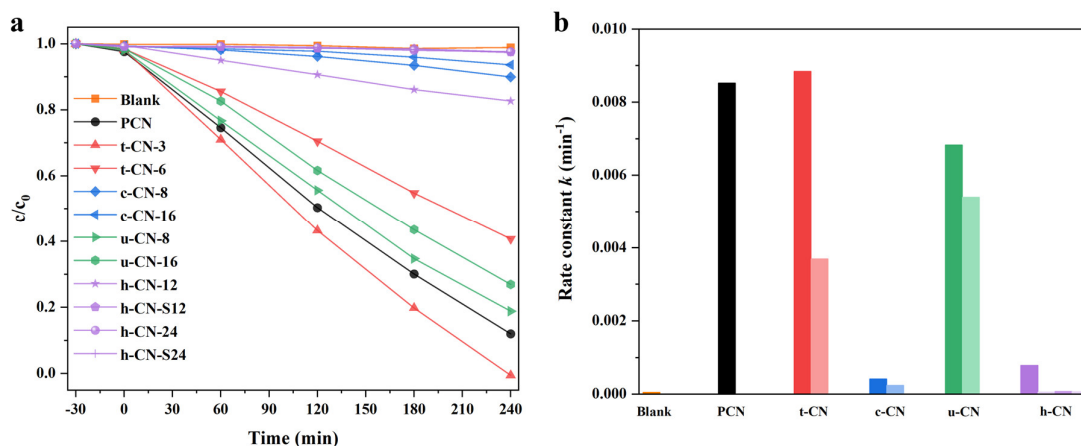 a
c/c0
1.0
0.8
0.6
0.4
0.2
0.0
Blank
PCN
t-CN-3
t-CN-6
c-CN-8
c-CN-16
u-CN-8
u-CN-16
h-CN-12
h-CN-S12
h-CN-24
h-CN-S24
-30 0 30 60 90 120 150 180 210 240
Time (min)
b
Rate constant k (min⁻¹)
0.010
0.008
0.006
0.004
0.002
0.000
Blank PCN t-CN c-CN u-CN h-CN